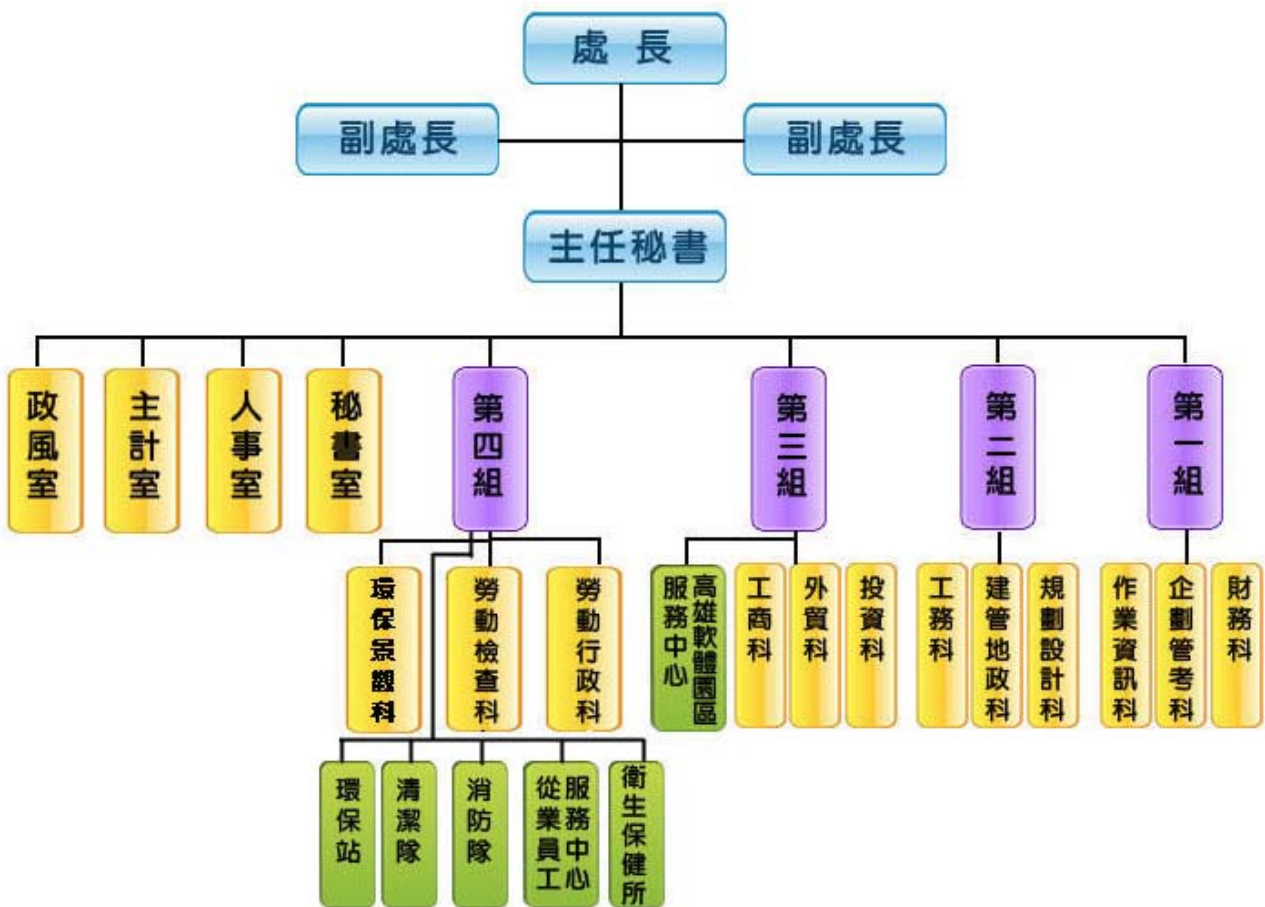 處長
副處長
副處長
主任秘書
政風室
主計室
人事室
秘書室
第四組
第三組
第二組
第一組
環保景觀科
勞動檢查科
勞動行政科
高雄軟體園區
服務中心
工商科
外貿科
投資科
工務科
建管地政科
規劃設計科
作業資訊科
企劃管考科
財務科
環保站
清潔隊
消防隊
從業員工
服務中心
衛生保健所